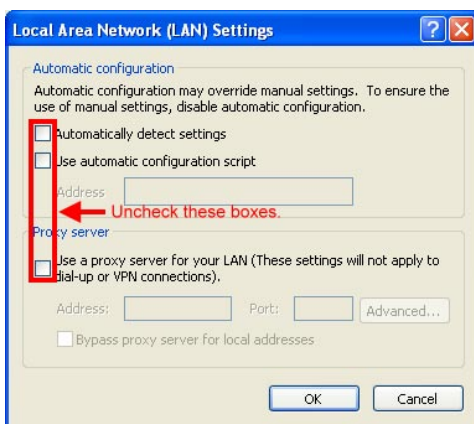 Local Area Network (LAN) Settings
Automatic configuration
Automatic configuration may override manual settings. To ensure the
use of manual settings, disable automatic configuration.
Automatically detect settings
Use automatic configuration script
Address
Uncheck these boxes.
Proxy server
Use a proxy server for your LAN (These settings will not apply to
dial-up or VPN connections).
Address:
Port:
Advanced...
Bypass proxy server for local addresses
OK
Cancel